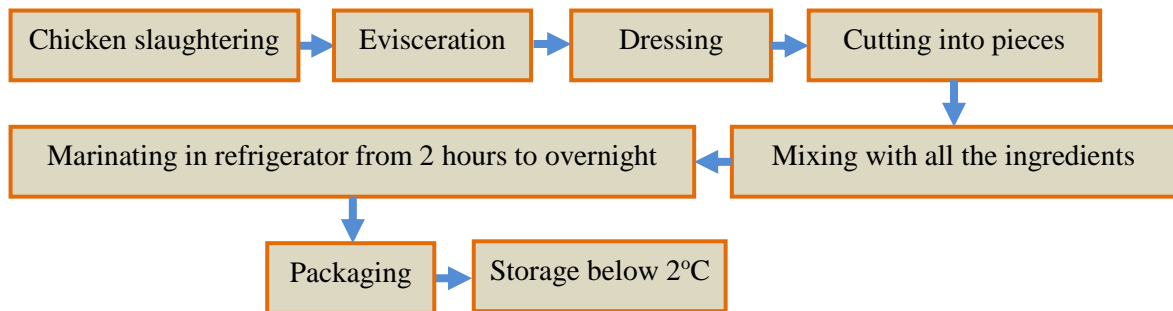 Chicken slaughtering
Evisceration
Dressing
Cutting into pieces
Mixing with all the ingredients
Marinating in refrigerator from 2 hours to overnight
Packaging
Storage below 2°C